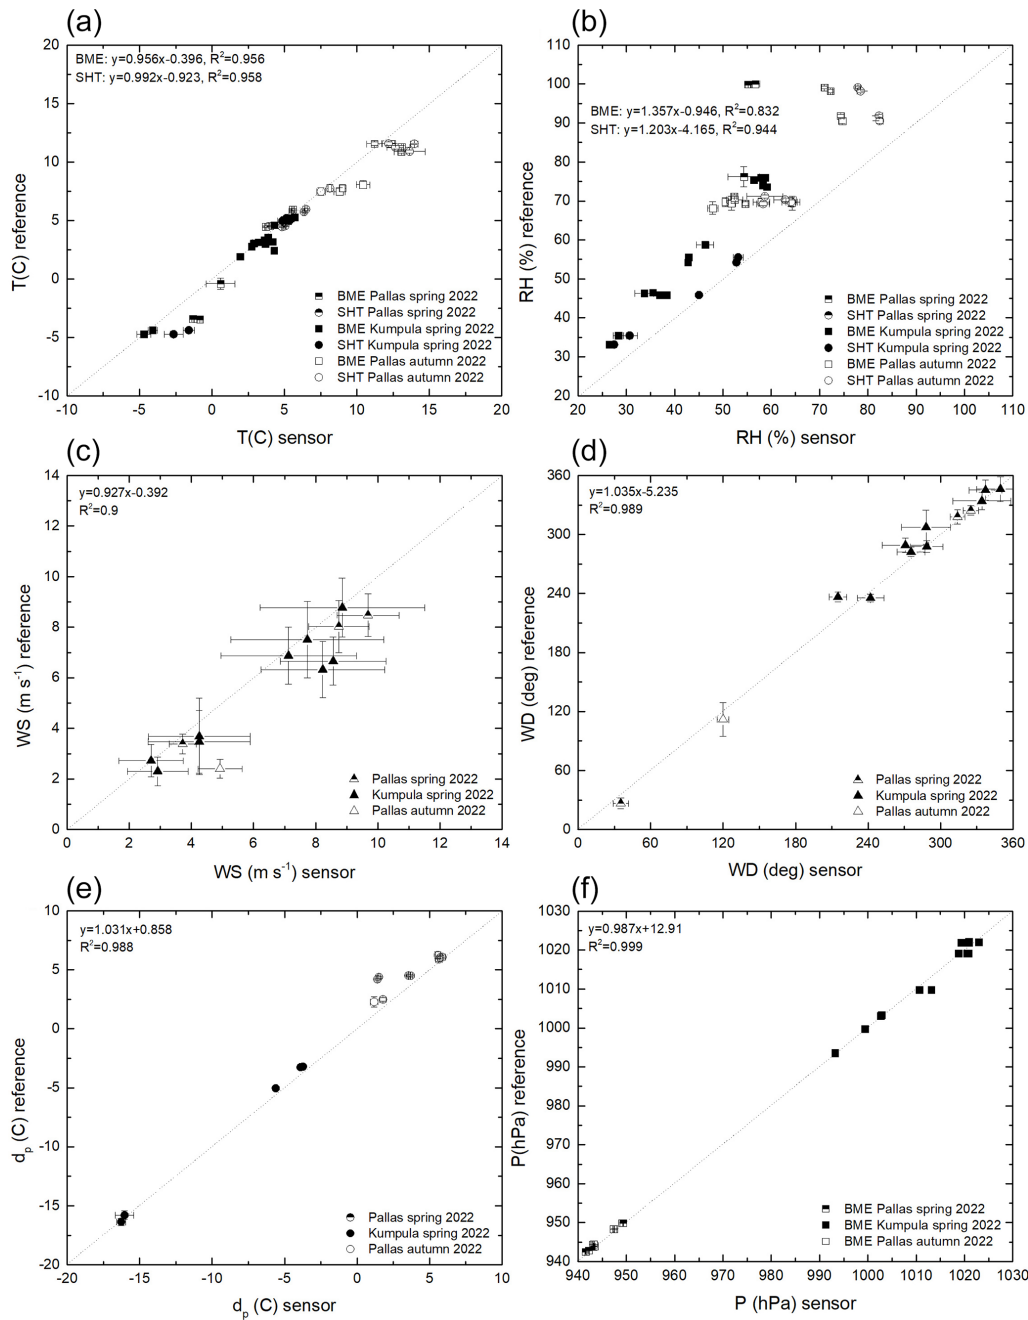 (a)
20
15
10
5
0
-5
-10
-10
-5
0
5
10
15
20
T(C) reference
T(C) sensor
BME: y=0.956x-0.396, R²=0.956
SHT: y=0.992x-0.923, R²=0.958
BME Pallas spring 2022
SHT Pallas spring 2022
BME Kumpula spring 2022
SHT Kumpula spring 2022
BME Pallas autumn 2022
SHT Pallas autumn 2022
(b)
110
100
90
80
70
60
50
40
30
20
20
30
40
50
60
70
80
90
100
110
RH (%) reference
RH (%) sensor
BME: y=1.357x-0.946, R²=0.832
SHT: y=1.203x-4.165, R²=0.944
BME Pallas spring 2022
SHT Pallas spring 2022
BME Kumpula spring 2022
SHT Kumpula spring 2022
BME Pallas autumn 2022
SHT Pallas autumn 2022
(c)
14
12
10
8
6
4
2
0
0
2
4
6
8
10
12
14
WS (m s⁻¹) reference
WS (m s⁻¹) sensor
y=0.927x-0.392
R²=0.9
Pallas spring 2022
Kumpula spring 2022
Pallas autumn 2022
(d)
360
300
240
180
120
60
0
0
60
120
180
240
300
360
WD (deg) reference
WD (deg) sensor
y=1.035x-5.235
R²=0.989
Pallas spring 2022
Kumpula spring 2022
Pallas autumn 2022
(e)
10
5
0
-5
-10
-15
-20
-20
-15
-10
-5
0
5
10
dₚ (C) reference
dₚ (C) sensor
y=1.031x+0.858
R²=0.988
Pallas spring 2022
Kumpula spring 2022
Pallas autumn 2022
(f)
1030
1020
1010
1000
990
980
970
960
950
940
940
950
960
970
980
990
1000
1010
1020
1030
P(hPa) reference
P (hPa) sensor
y=0.987x+12.91
R²=0.999
BME Pallas spring 2022
BME Kumpula spring 2022
BME Pallas autumn 2022